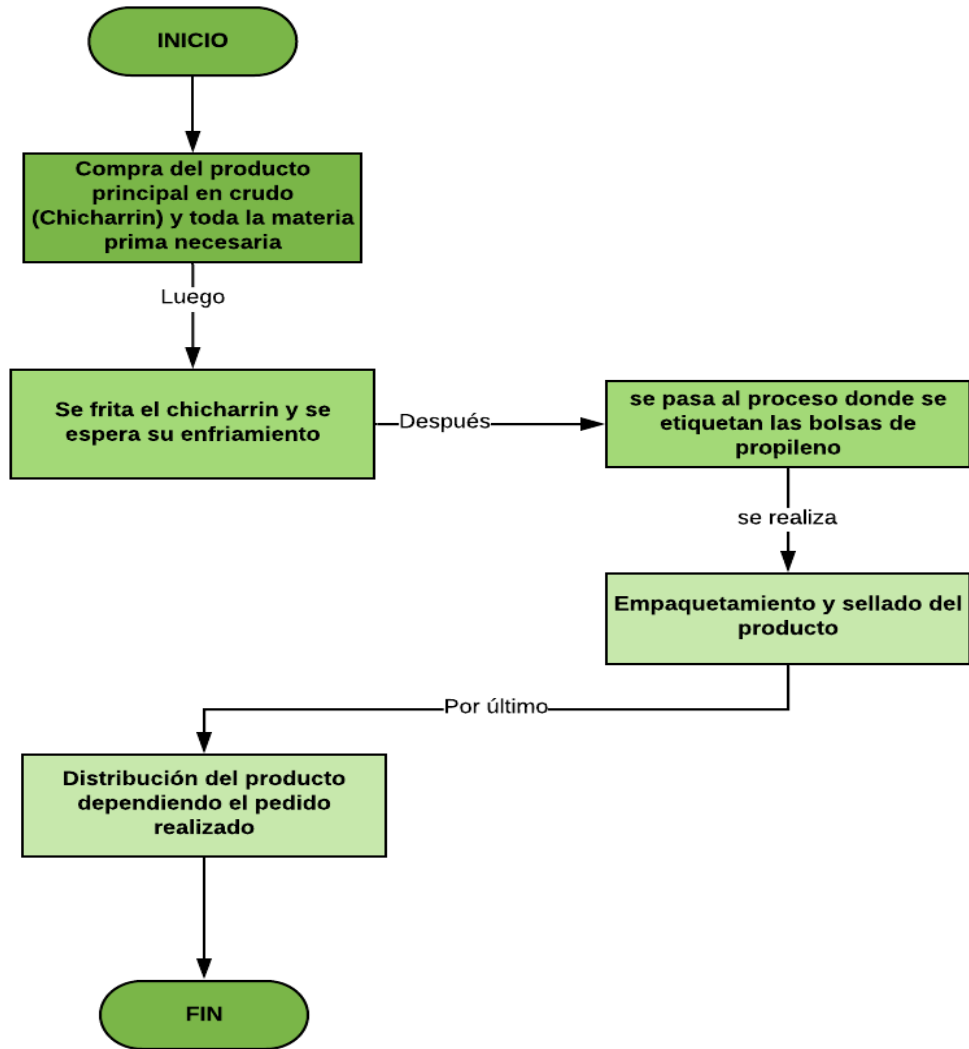 INICIO
Compra del producto
principal en crudo
(Chicharrin) y toda la materia
prima necesaria
Luego
Se frita el chicharrin y se
espera su enfriamiento
Después
se pasa al proceso donde se
etiquetan las bolsas de
propileno
se realiza
Empaquetamiento y sellado del
producto
Por último
Distribución del producto
dependiendo el pedido
realizado
FIN